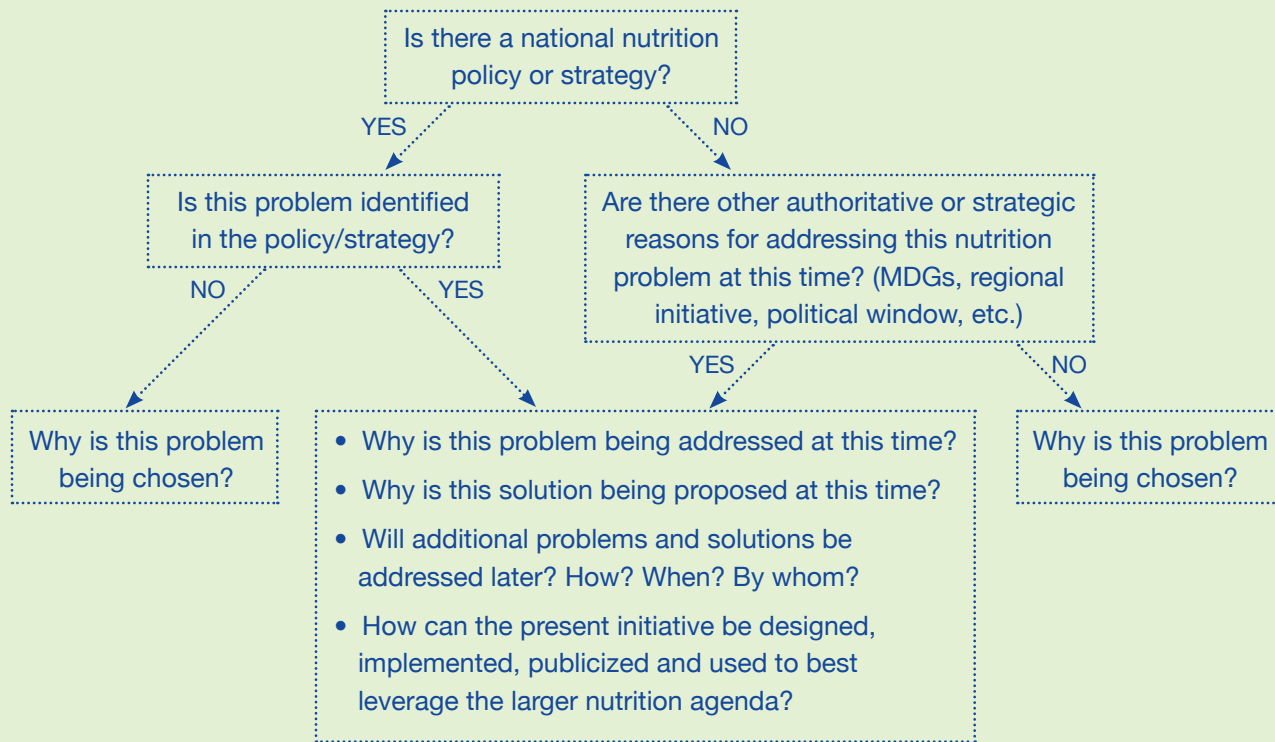 Is there a national nutrition
policy or strategy?
YES
NO
Is this problem identified
in the policy/strategy?
Are there other authoritative or strategic
reasons for addressing this nutrition
problem at this time? (MDGs, regional
initiative, political window, etc.)
NO
YES
YES
NO
Why is this problem
being chosen?
• Why is this problem being addressed at this time?
• Why is this solution being proposed at this time?
• Will additional problems and solutions be
addressed later? How? When? By whom?
• How can the present initiative be designed,
implemented, publicized and used to best
leverage the larger nutrition agenda?
Why is this problem
being chosen?